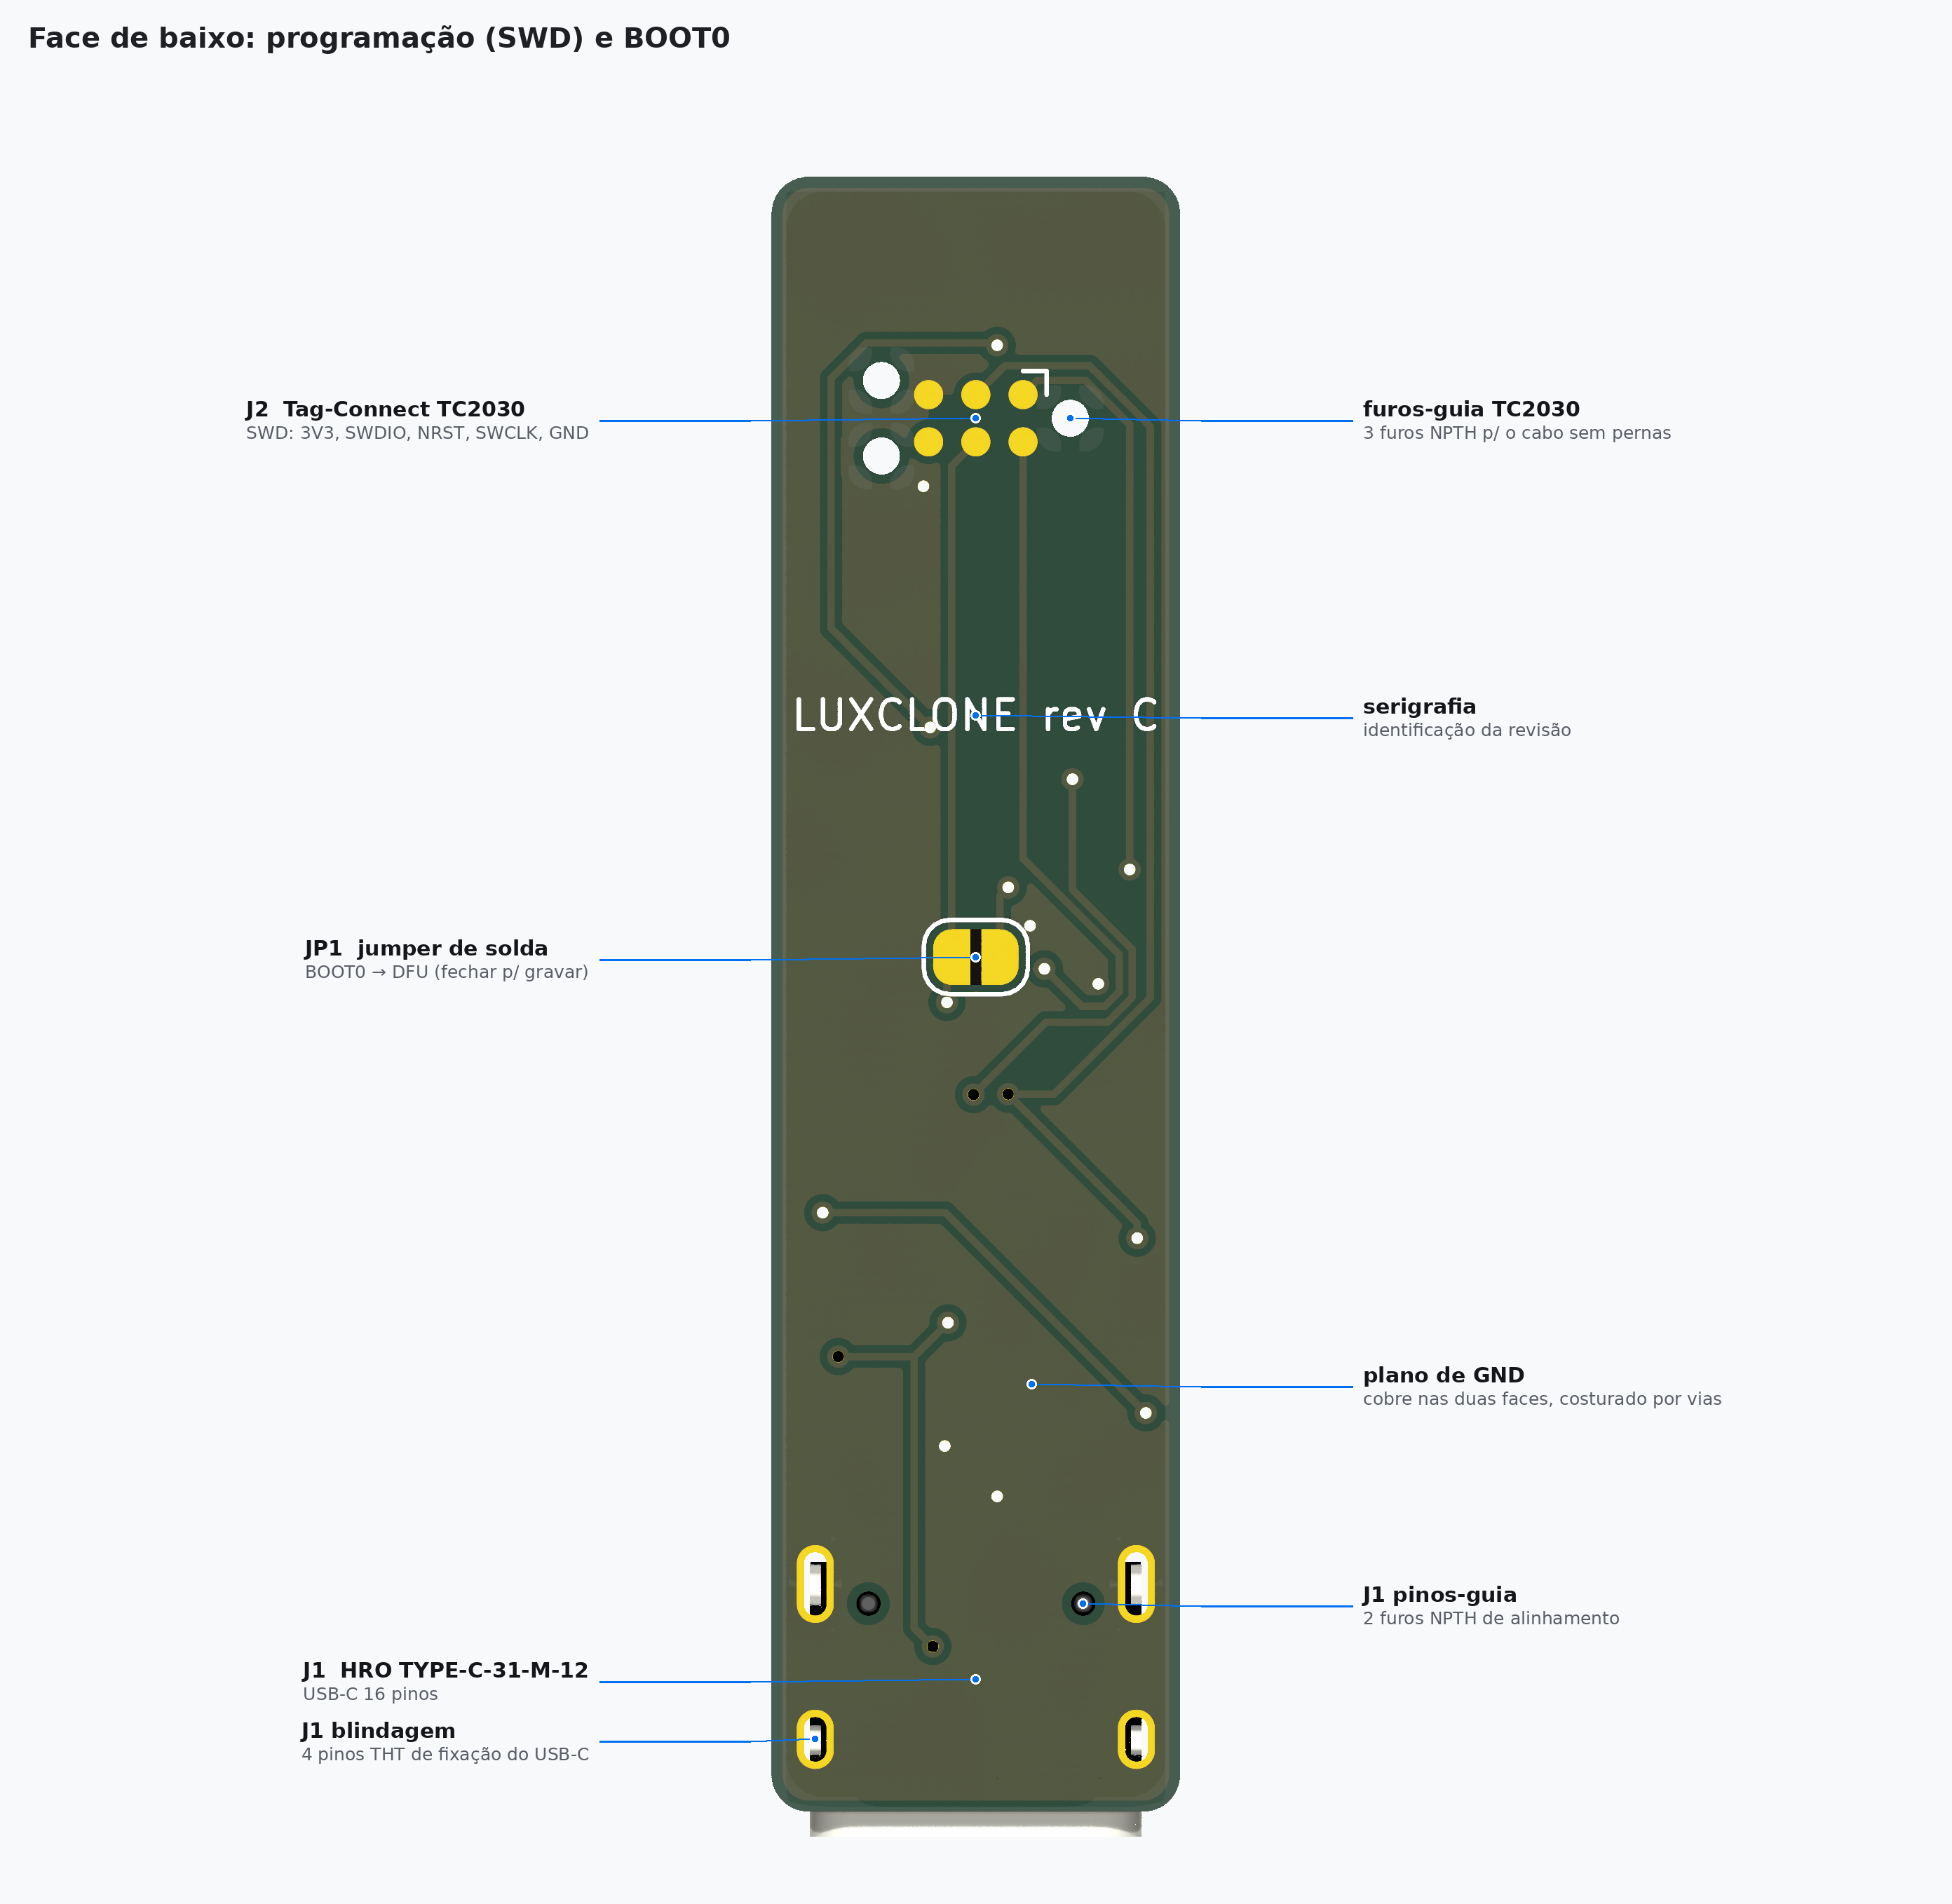 Face de baixo: programação (SWD) e BOOT0
J2  Tag-Connect TC2030
SWD: 3V3, SWDIO, NRST, SWCLK, GND
furos-guia TC2030
3 furos NPTH p/ o cabo sem pernas
LUXCLONE rev C
serigrafia
identificação da revisão
JP1  jumper de solda
BOOT0 → DFU (fechar p/ gravar)
plano de GND
cobre nas duas faces, costurado por vias
J1 pinos-guia
2 furos NPTH de alinhamento
J1  HRO TYPE-C-31-M-12
USB-C 16 pinos
J1 blindagem
4 pinos THT de fixação do USB-C